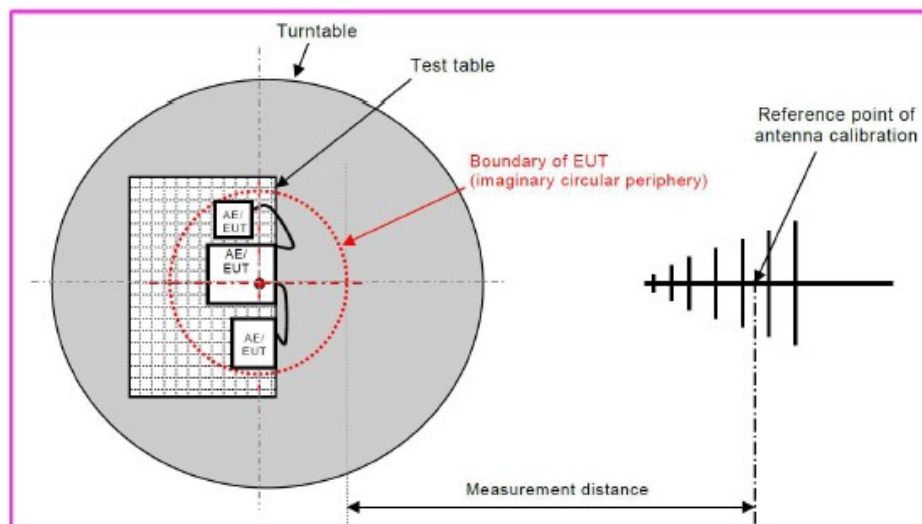 Turntable
Test table
Reference point of
antenna calibration
Boundary of EUT
(imaginary circular periphery)
AE/
EUT
AE/
EUT
AE/
EUT
Measurement distance